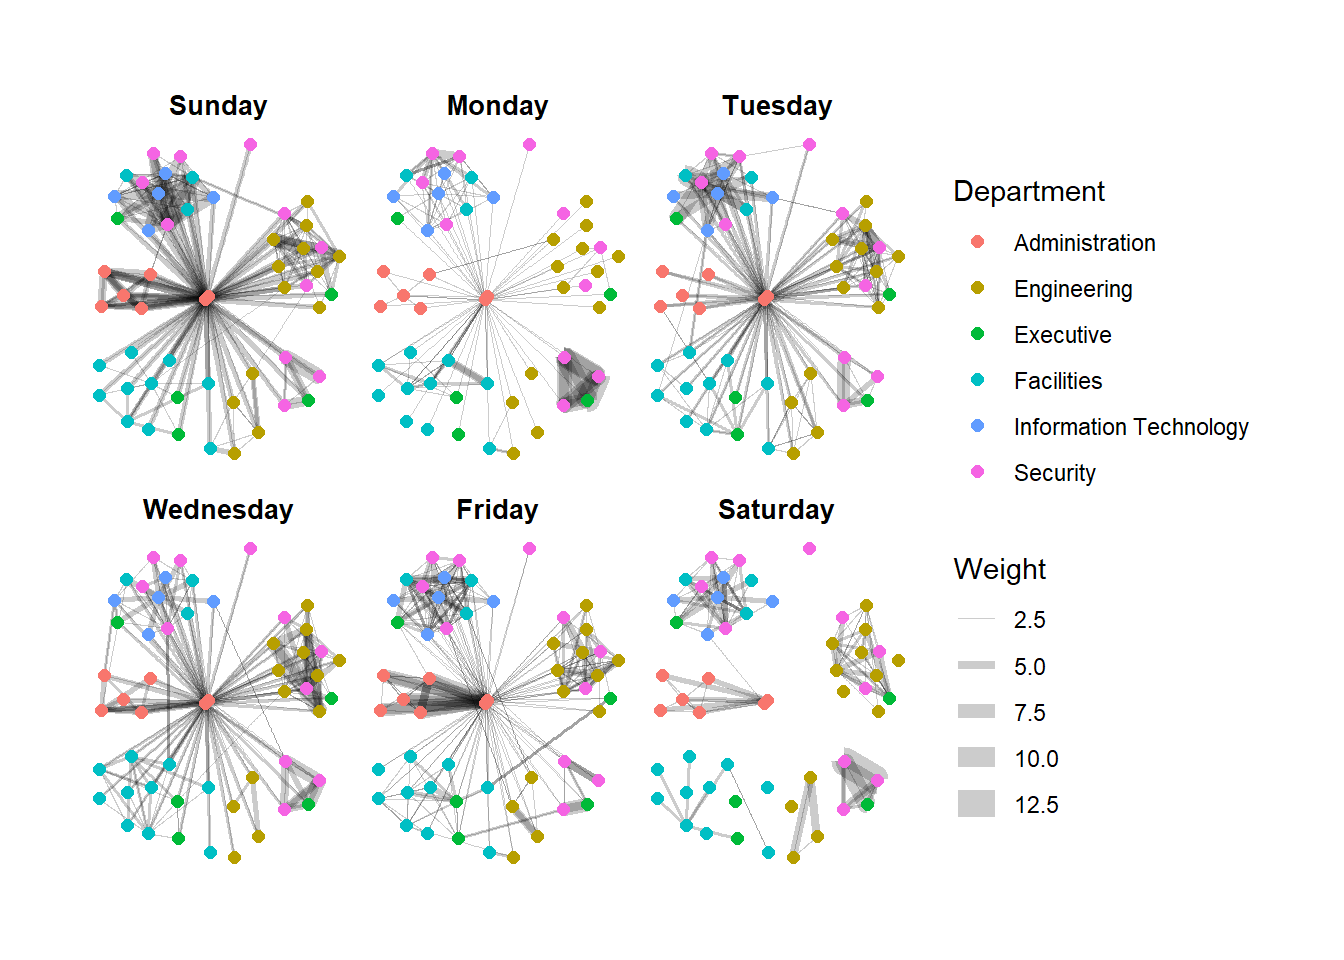 Sunday
Monday
Tuesday
Wednesday
Friday
Saturday
Department
Administration
Engineering
Executive
Facilities
Information Technology
Security
Weight
2.5
5.0
7.5
10.0
12.5